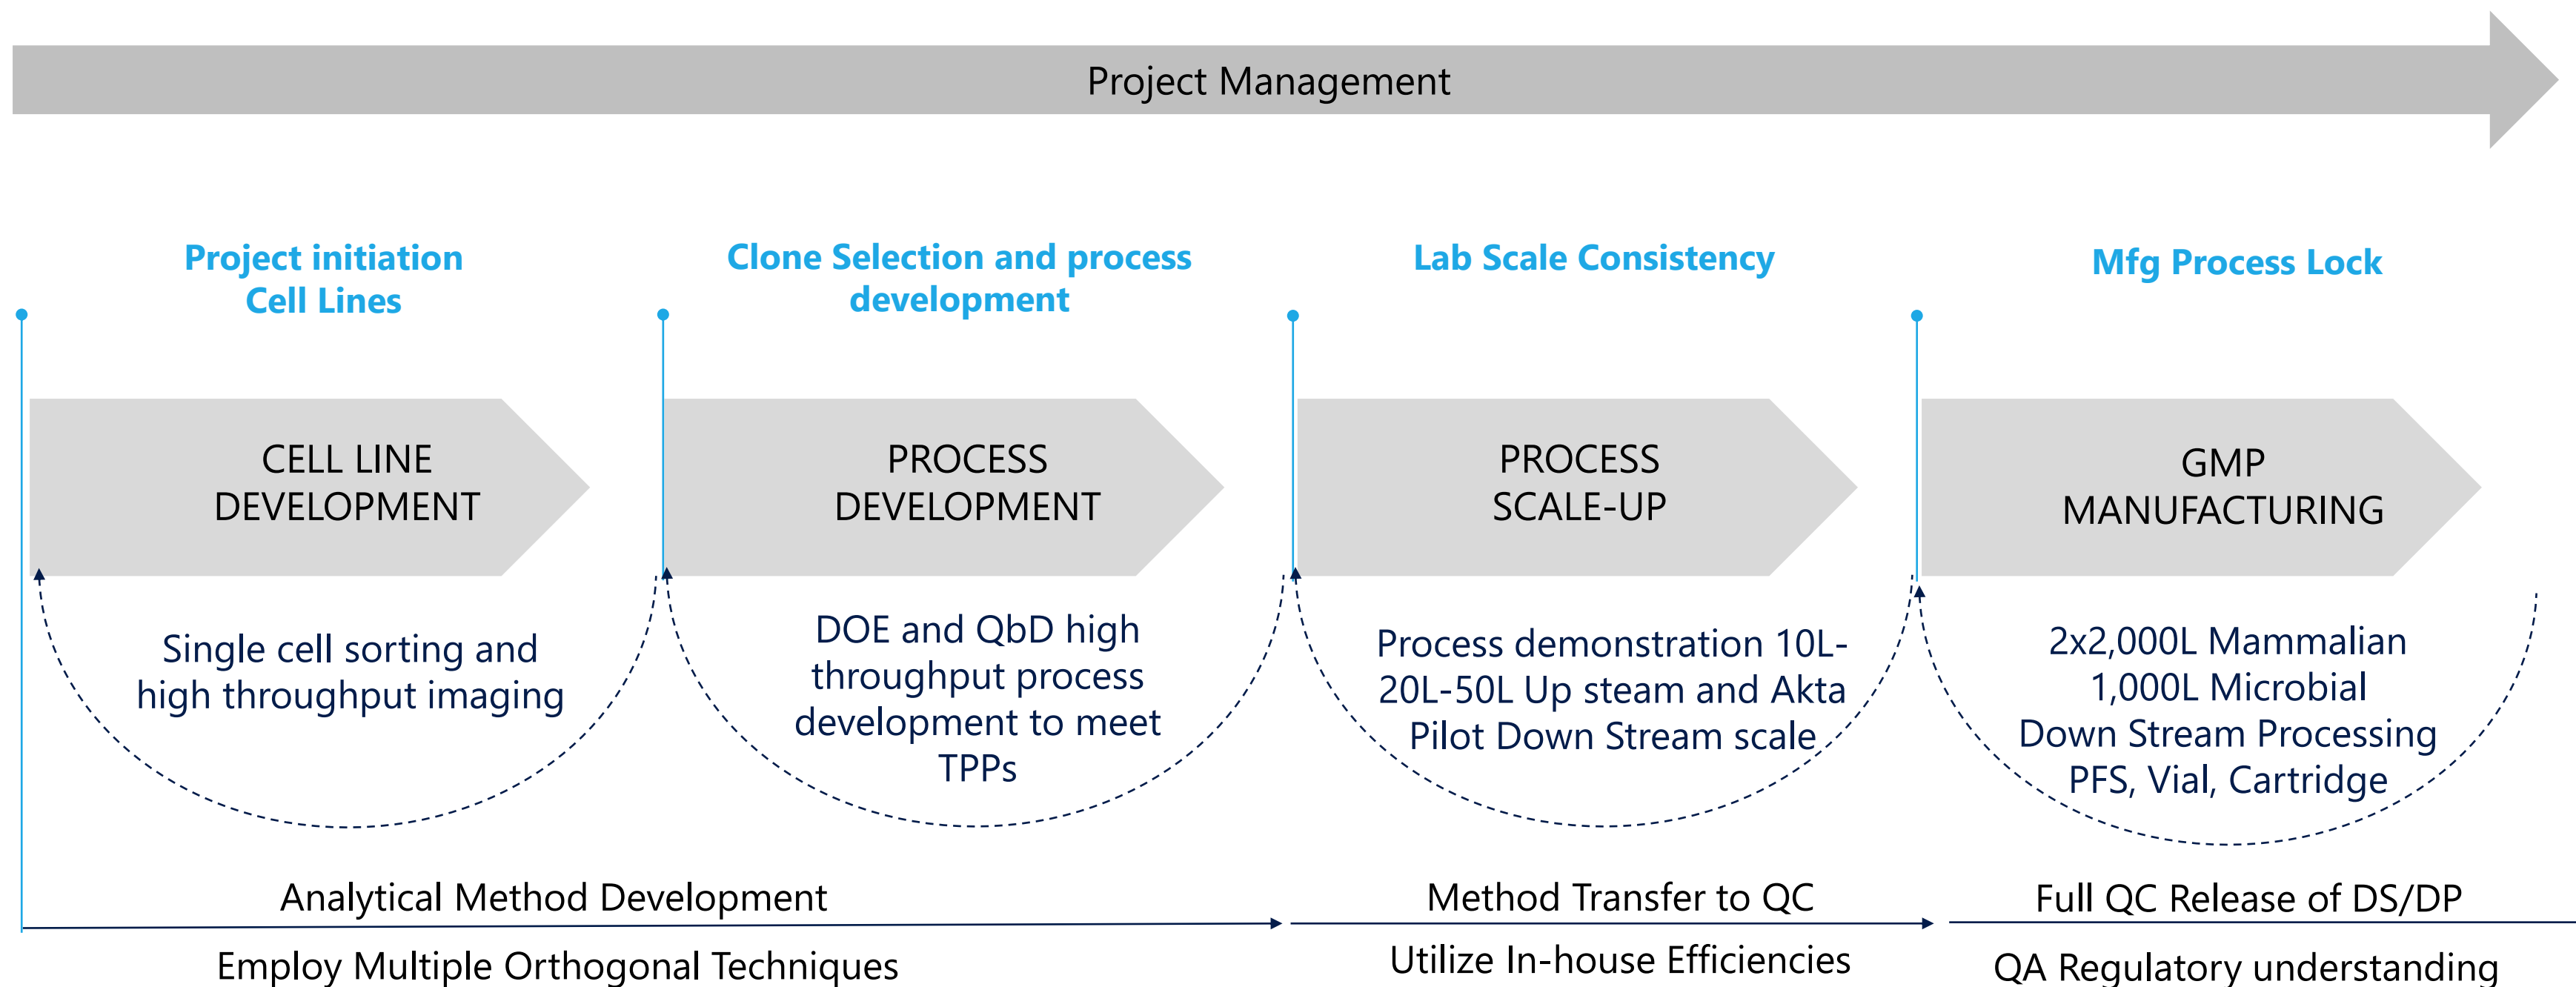 Project Management
Project initiation
Cell Lines
Clone Selection and process
development
Lab Scale Consistency
Mfg Process Lock
CELL LINE
DEVELOPMENT
PROCESS
DEVELOPMENT
PROCESS
SCALE-UP
GMP
MANUFACTURING
Single cell sorting and
high throughput imaging
DOE and QbD high
throughput process
development to meet
TPPs
Process demonstration 10L-
20L-50L Up steam and Akta
Pilot Down Stream scale
2x2,000L Mammalian
1,000L Microbial
Down Stream Processing
PFS, Vial, Cartridge
Analytical Method Development
Employ Multiple Orthogonal Techniques
Method Transfer to QC
Utilize In-house Efficiencies
Full QC Release of DS/DP
QA Regulatory understanding